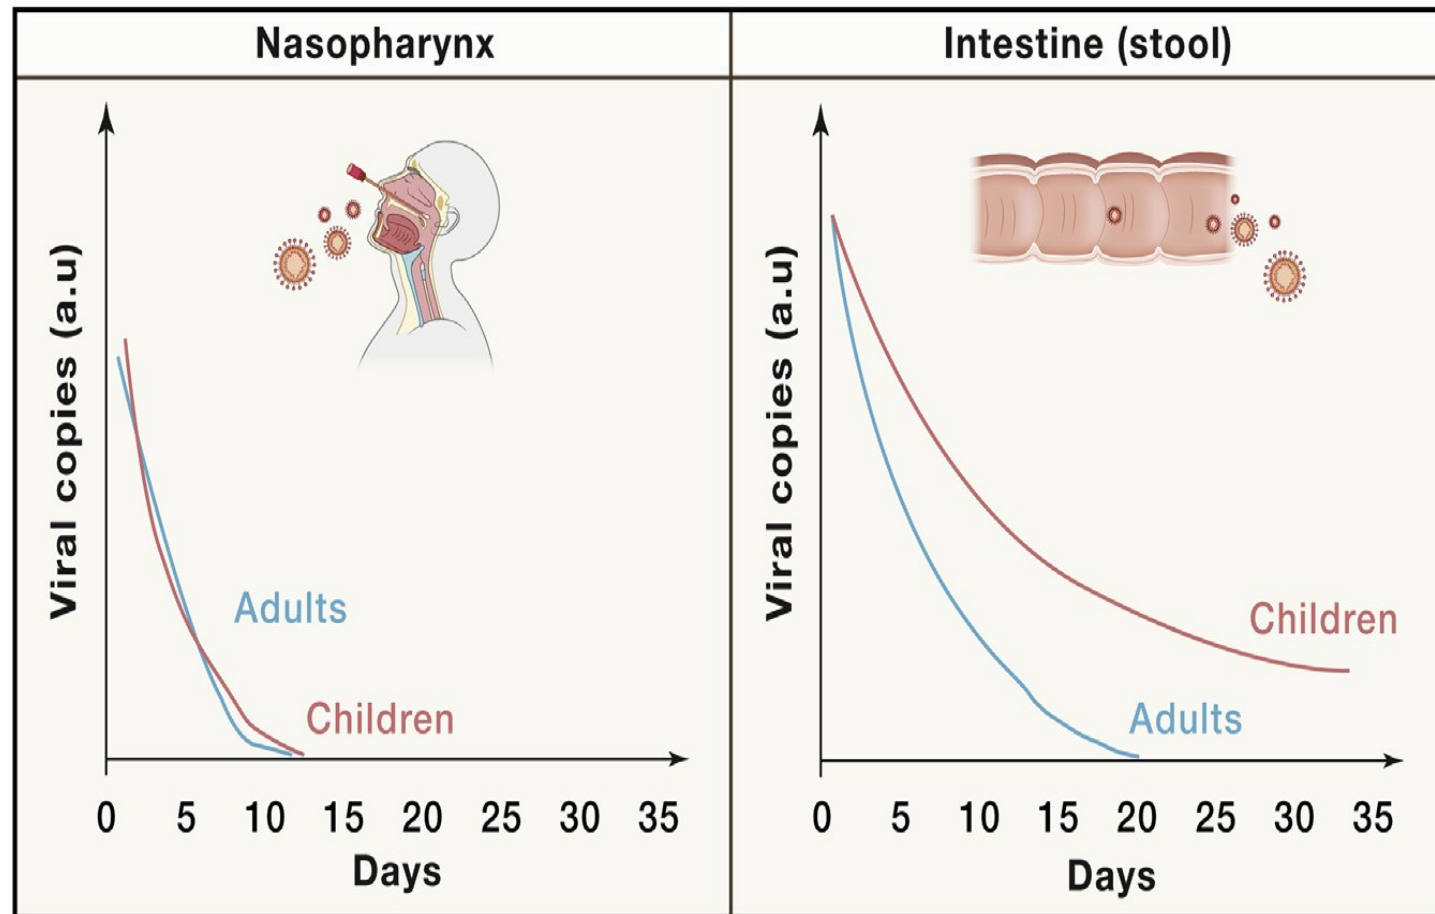 Nasopharynx
Viral copies (a.u)
Adults
Children
0 5 10 15 20 25 30 35
Days
Intestine (stool)
Viral copies (a.u)
Children
Adults
0 5 10 15 20 25 30 35
Days